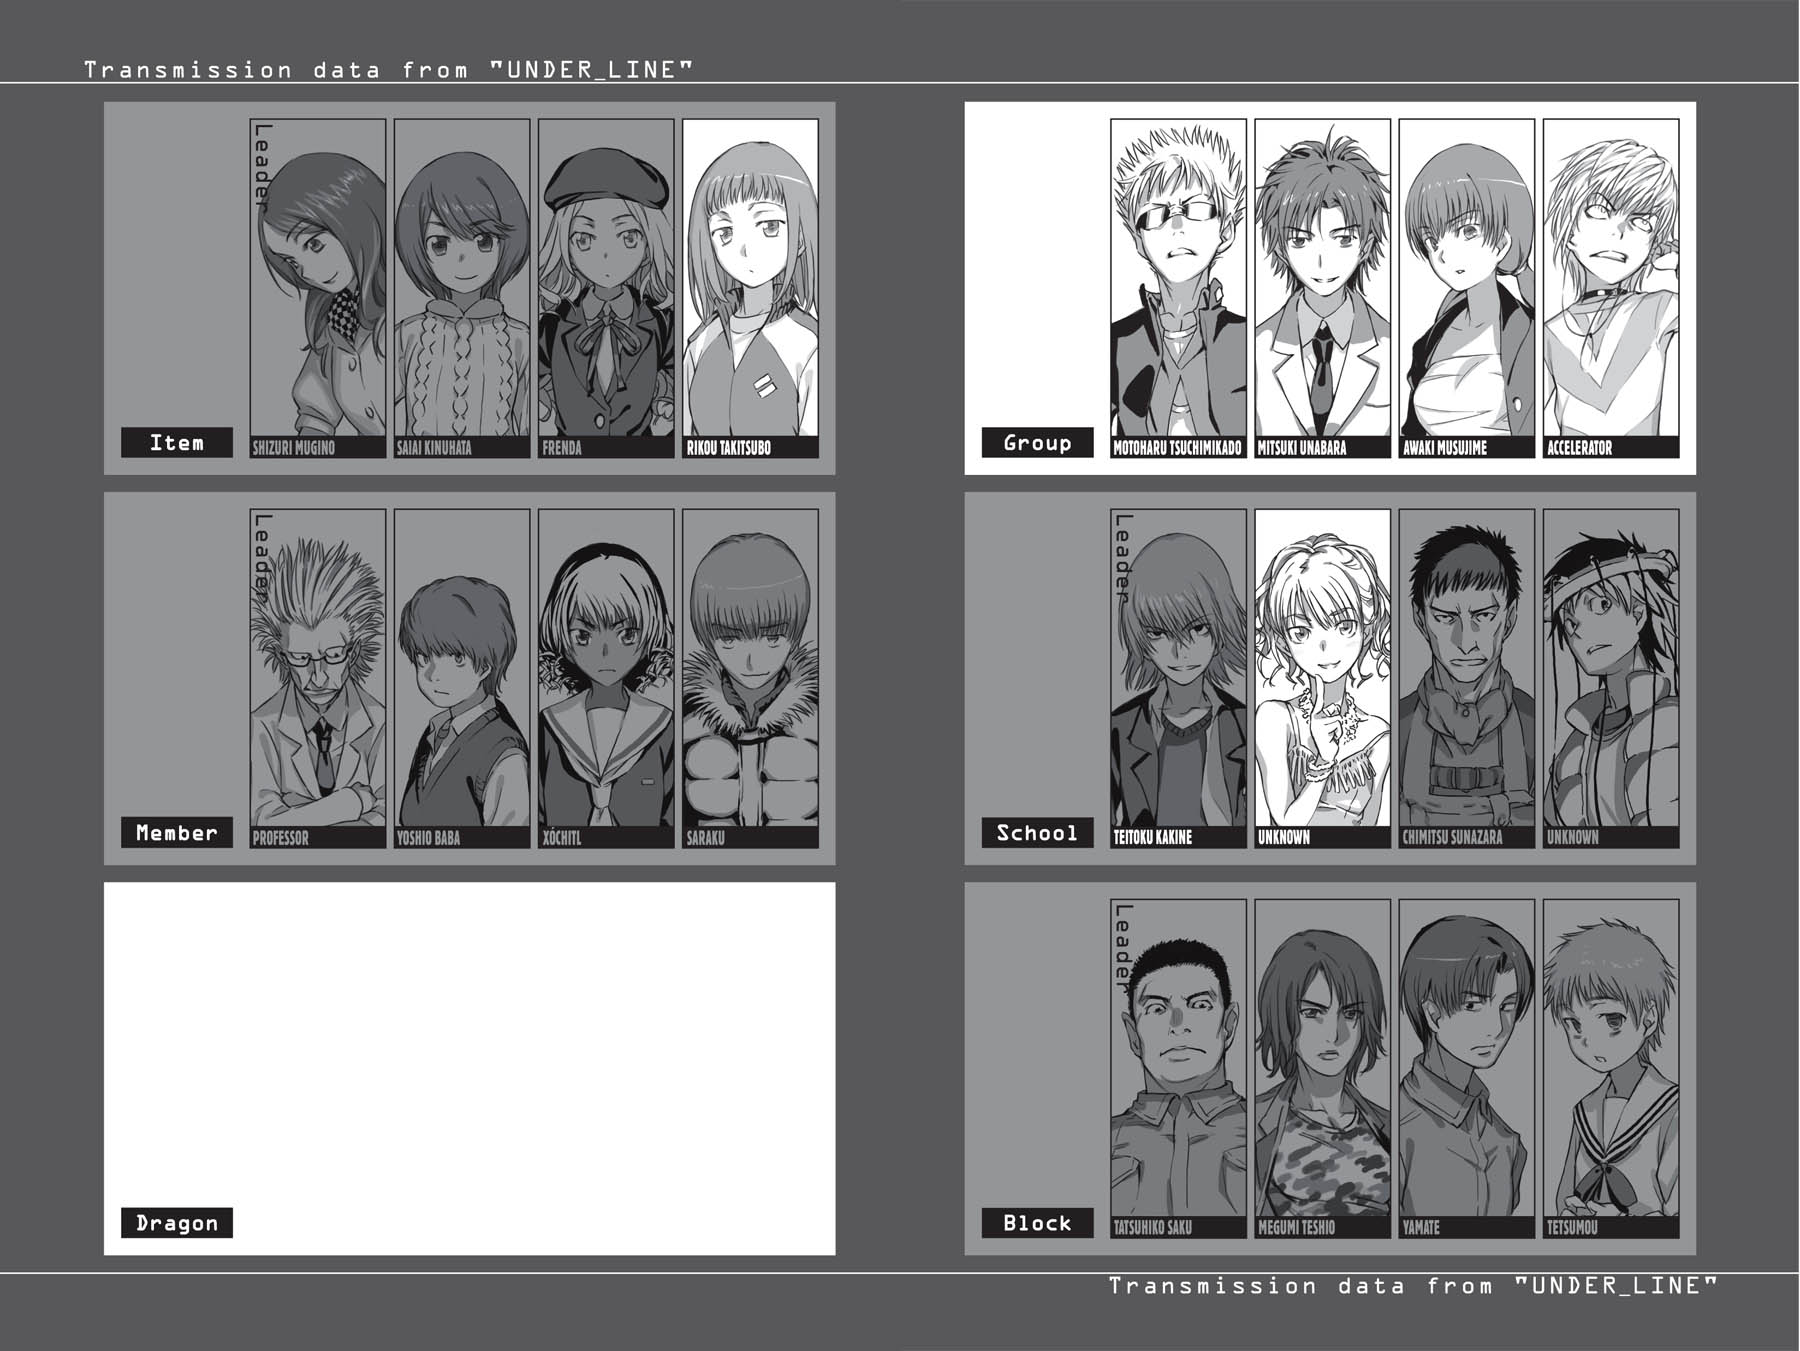 Transmission data from "UNDER_LINE"
Leader
Item
SHIZURI MUGINO
SAIAI KINUHATA
FRENDA
RIKOU TAKITSUBO
Group
MOTOHARU TSUCHIMIKADO
MITSUKI UNABARA
AWAKI MUSUJIME
ACCELERATOR
Leader
Member
PROFESSOR
YOSHIO BABA
XÓCHITL
SARAKU
Leader
School
TEITOKU KAKINE
UNKNOWN
CHIMITSU SUNAZARA
UNKNOWN
Dragon
Leader
Block
TATSUHIKO SAKU
MEGUMI TESHIO
YAMATE
TETSUMOU
Transmission data from "UNDER_LINE"